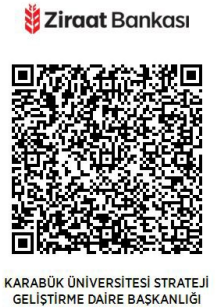 Ziraat Bankası
KARABÜK ÜNİVERSİTESİ STRATEJİ
GELİŞTİRME DAİRE BAŞKANLIĞI